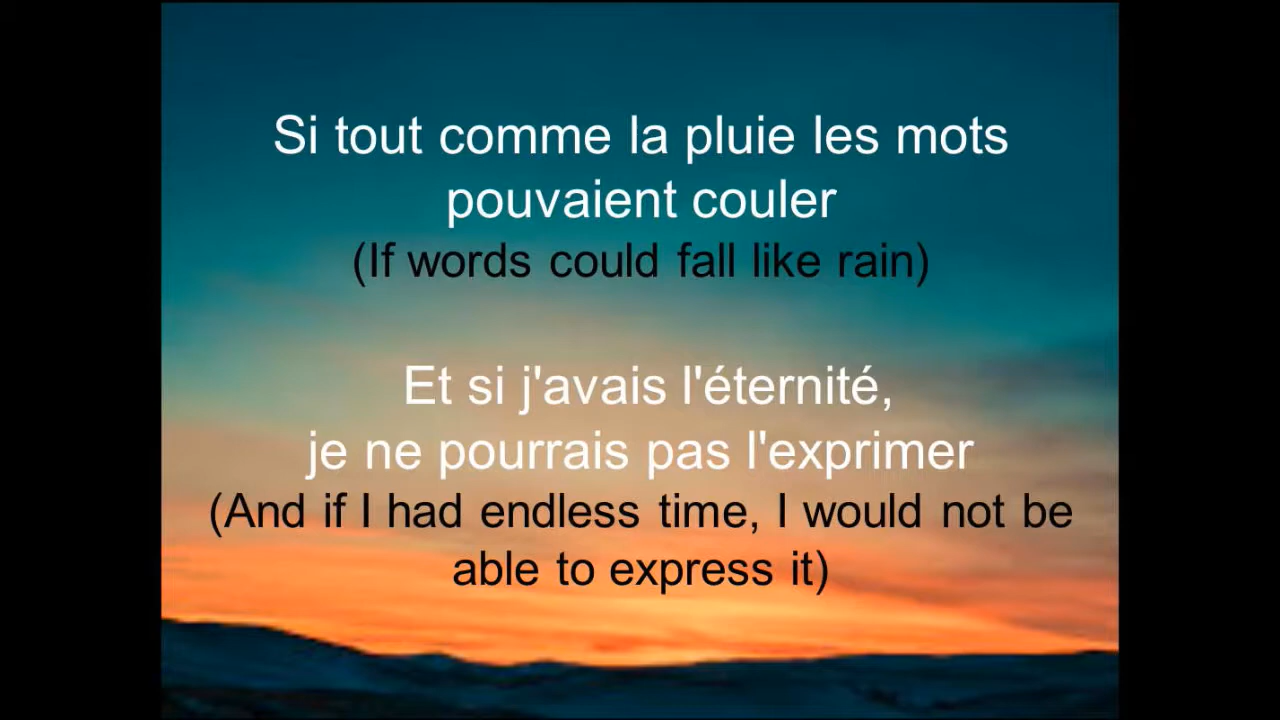 Si tout comme la pluie les mots
pouvaient couler
(If words could fall like rain)
Et si j'avais l'éternité,
je ne pourrais pas l'exprimer
(And if I had endless time, I would not be
able to express it)